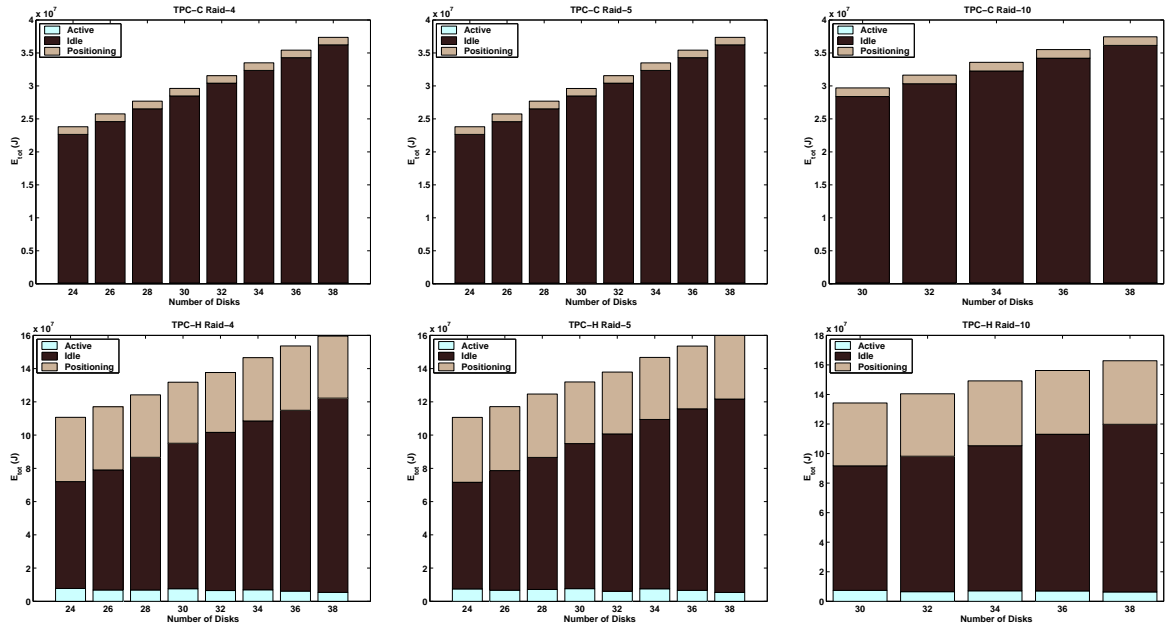 TPC−C Raid−4
x 10^7
Active
Idle
Positioning
4
3.5
3
2.5
2
1.5
1
0.5
0
E_tot (J)
24 26 28 30 32 34 36 38
Number of Disks
TPC−C Raid−5
x 10^7
Active
Idle
Positioning
4
3.5
3
2.5
2
1.5
1
0.5
0
E_tot (J)
24 26 28 30 32 34 36 38
Number of Disks
TPC−C Raid−10
x 10^7
Active
Idle
Positioning
4
3.5
3
2.5
2
1.5
1
0.5
0
E_tot (J)
30 32 34 36 38
Number of Disks
TPC−H Raid−4
x 10^7
Active
Idle
Positioning
16
14
12
10
8
6
4
2
0
E_tot (J)
24 26 28 30 32 34 36 38
Number of Disks
TPC−H Raid−5
x 10^7
Active
Idle
Positioning
16
14
12
10
8
6
4
2
0
E_tot (J)
24 26 28 30 32 34 36 38
Number of Disks
TPC−H Raid−10
x 10^7
Active
Idle
Positioning
18
16
14
12
10
8
6
4
2
0
E_tot (J)
30 32 34 36 38
Number of Disks